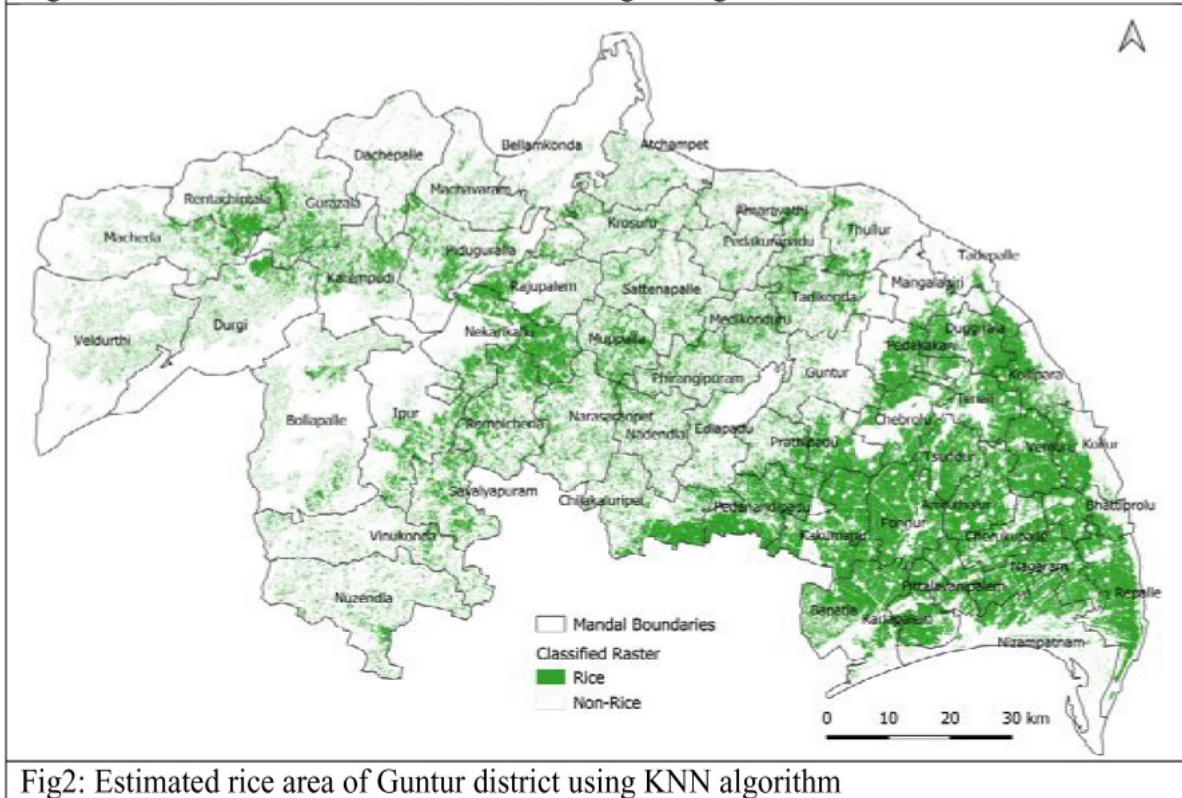 Bellamkonda
Atchampet
Dachepalle
Machavaram
Rentachintala
Gurazala
Krosuru
Amaravathi
Thullur
Macherla
Pedakurapadu
Piduguralla
Tadepalle
Karempudi
Rajupalem
Sattenapalle
Tadikonda
Mangalagiri
Durgi
Medikonduru
Veldurthi
Nekarikallu
Muppalla
Duggirala
Pedakakani
Phirangipuram
Guntur
Kollipara
Tenali
Bollapalle
Ipur
Rompicherla
Narasaraopet
Nadendla
Edlapadu
Prathipadu
Chebrolu
Vemuru
Kollur
Tsundur
Savalyapuram
Chilakaluripet
Pedanandipadu
Amruthalur
Bhattiprolu
Vinukonda
Kakumanu
Ponnur
Cherukupalle
Nagaram
Pittalavanipalem
Repalle
Nuzendla
Bapatla
Karlapalem
Nizampatnam
Mandal Boundaries
Classified Raster
Rice
Non-Rice
0 10 20 30 km
Fig2: Estimated rice area of Guntur district using KNN algorithm